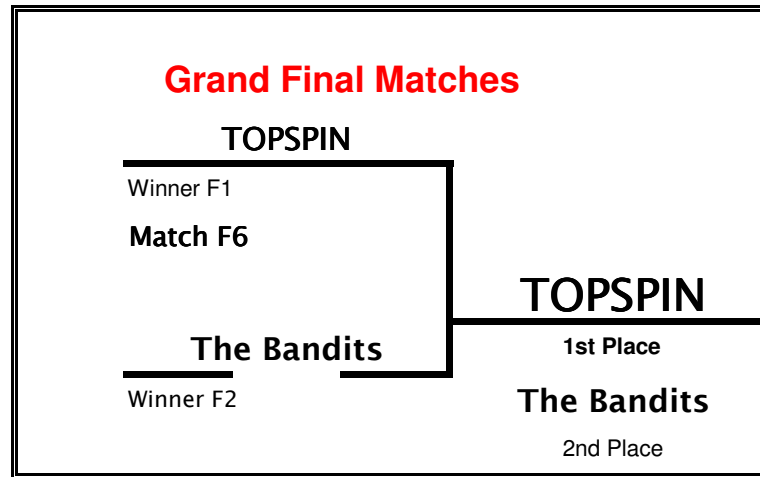 Grand Final Matches
TOPSPIN
Winner F1
Match F6
TOPSPIN
The Bandits
1st Place
Winner F2
The Bandits
2nd Place